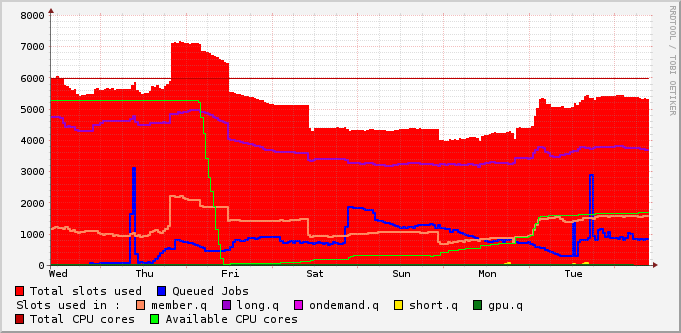 8000
7000
6000
5000
4000
3000
2000
1000
0
Wed Thu Fri Sat Sun Mon Tue
RRDTOOL / TOBI OETIKER
Total slots used Queued Jobs
Slots used in : member.q long.q ondemand.q short.q gpu.q
Total CPU cores Available CPU cores